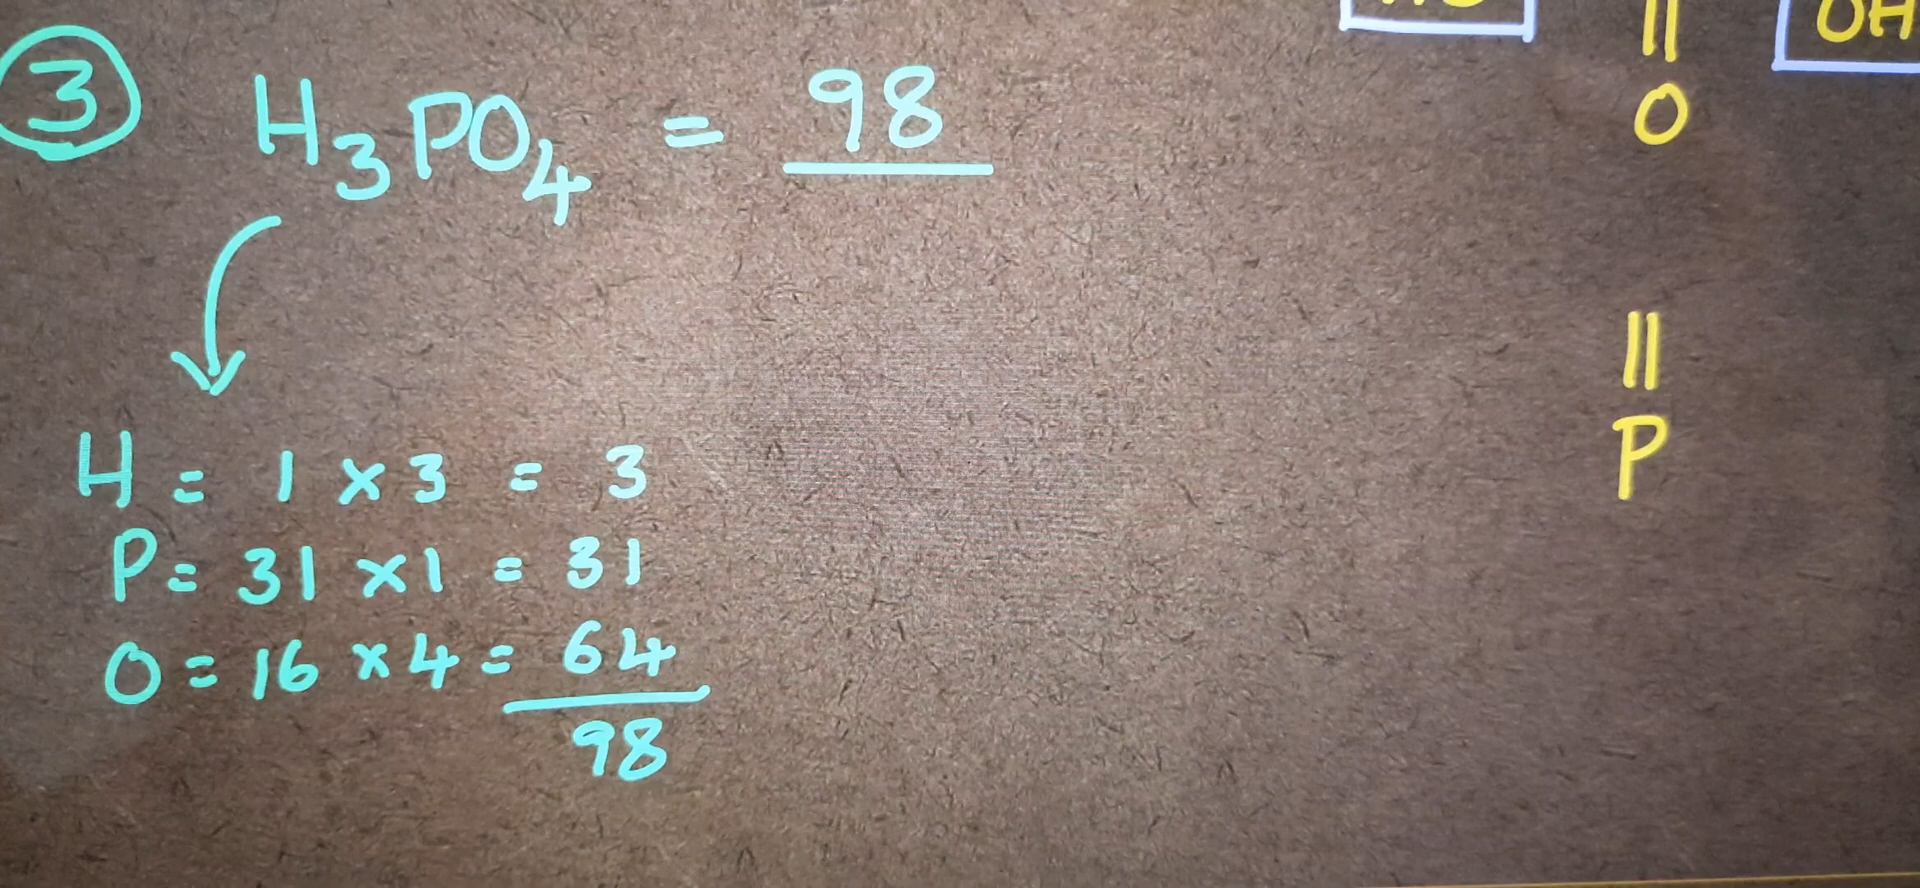 ③ H₃PO₄ = 98
H = 1 × 3 = 3
P = 31 × 1 = 31
O = 16 × 4 = 64
98
OH
||
O
||
P